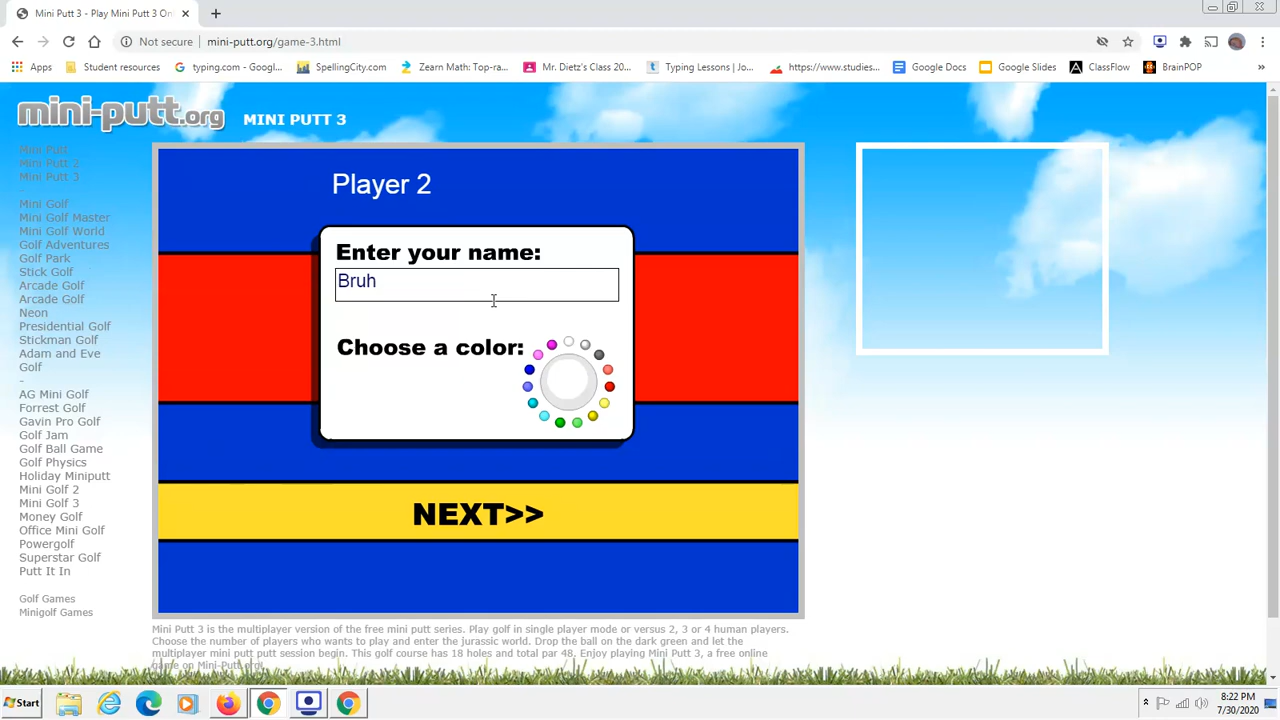 Mini Putt 3 - Play Mini Putt 3 On
Not secure
mini-putt.org/game-3.html
Apps
Student resources
typing.com - Googl...
SpellingCity.com
Zearn Math: Top-ra...
Mr. Dietz's Class 20...
Typing Lessons | Jo...
https://www.studies...
Google Docs
Google Slides
ClassFlow
BrainPOP
»
mini-putt.org
MINI PUTT 3
Mini Putt
Mini Putt 2
Mini Putt 3
-
Mini Golf
Mini Golf Master
Mini Golf World
Golf Adventures
Golf Park
Stick Golf
Arcade Golf
Arcade Golf
Neon
Presidential Golf
Stickman Golf
Adam and Eve
Golf
-
AG Mini Golf
Forrest Golf
Gavin Pro Golf
Golf Jam
Golf Ball Game
Golf Physics
Holiday Miniputt
Mini Golf 2
Mini Golf 3
Money Golf
Office Mini Golf
Powergolf
Superstar Golf
Putt It In
Golf Games
Minigolf Games
Player 2
Enter your name:
Bruh
Choose a color:
NEXT>>
Mini Putt 3 is the multiplayer version of the free mini putt series. Play golf in single player mode or versus 2, 3 or 4 human players.
Choose the number of players who wants to play and enter the jurassic world. Drop the ball on the dark green and let the
multiplayer mini putt putt session begin. This golf course has 18 holes and total par 48. Enjoy playing Mini Putt 3, a free online
game on Mini-Putt.org!
Start
8:22 PM
7/30/2020